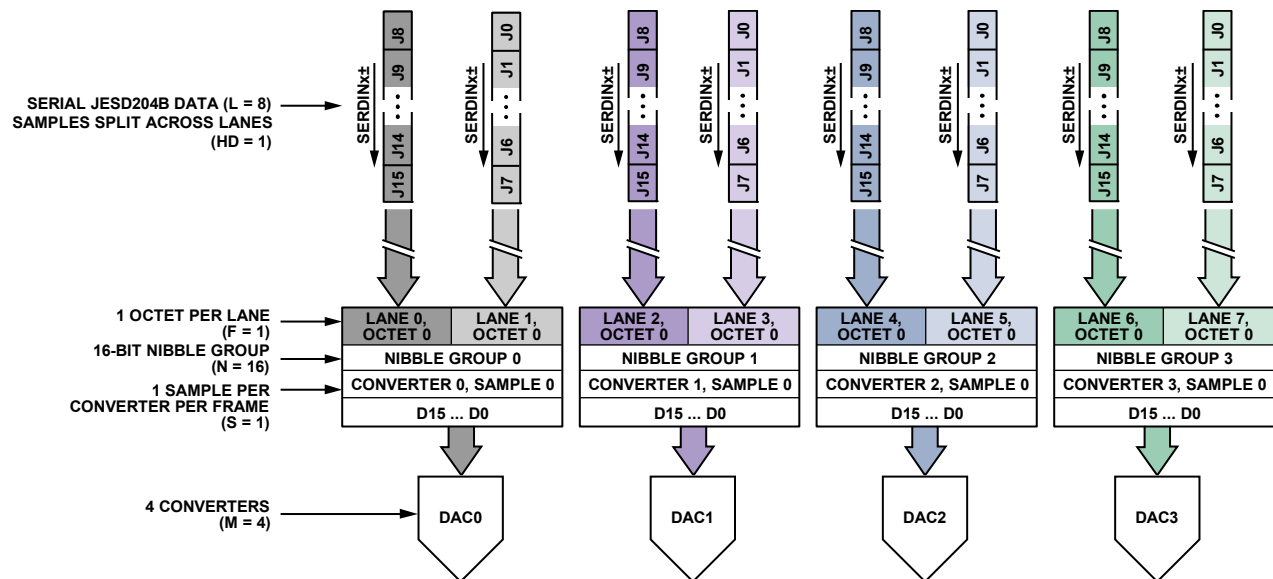 SERIAL JESD204B DATA (L = 8)
SAMPLES SPLIT ACROSS LANES
(HD = 1)
SERDINx±
J8
J9
J14
J15
SERDINx±
J0
J1
J6
J7
SERDINx±
J8
J9
J14
J15
SERDINx±
J0
J1
J6
J7
SERDINx±
J8
J9
J14
J15
SERDINx±
J0
J1
J6
J7
SERDINx±
J8
J9
J14
J15
SERDINx±
J0
J1
J6
J7
1 OCTET PER LANE
(F = 1)
LANE 0,
OCTET 0
LANE 1,
OCTET 0
LANE 2,
OCTET 0
LANE 3,
OCTET 0
LANE 4,
OCTET 0
LANE 5,
OCTET 0
LANE 6,
OCTET 0
LANE 7,
OCTET 0
16-BIT NIBBLE GROUP
(N = 16)
NIBBLE GROUP 0
NIBBLE GROUP 1
NIBBLE GROUP 2
NIBBLE GROUP 3
1 SAMPLE PER
CONVERTER PER FRAME
(S = 1)
CONVERTER 0, SAMPLE 0
CONVERTER 1, SAMPLE 0
CONVERTER 2, SAMPLE 0
CONVERTER 3, SAMPLE 0
D15 ... D0
D15 ... D0
D15 ... D0
D15 ... D0
4 CONVERTERS
(M = 4)
DAC0
DAC1
DAC2
DAC3